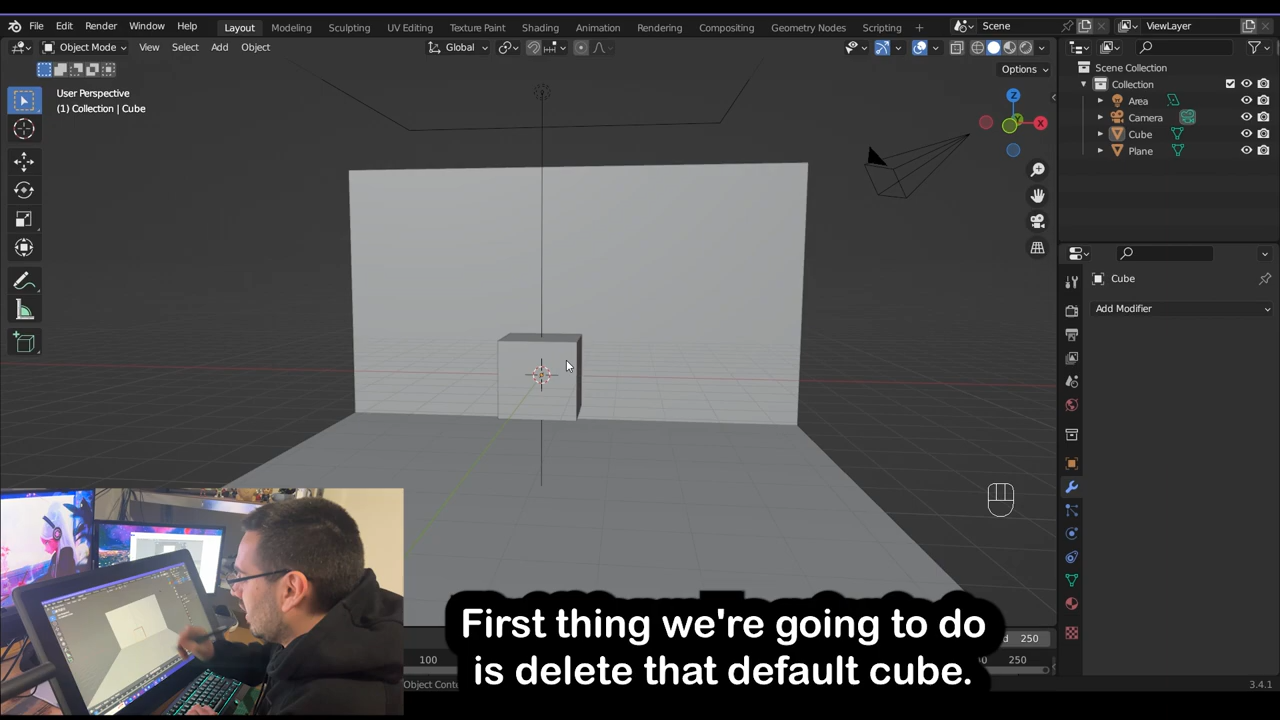 File Edit Render Window Help Layout Modeling Sculpting UV Editing Texture Paint Shading Animation Rendering Compositing Geometry Nodes Scripting Scene ViewLayer
Object Mode View Select Add Object Global
Options
User Perspective
(1) Collection | Cube
Z
X
Y
Scene Collection
Collection
Area
Camera
Cube
Plane
Cube
Add Modifier
First thing we're going to do
is delete that default cube.
250
100
250
Object Cont
3.4.1